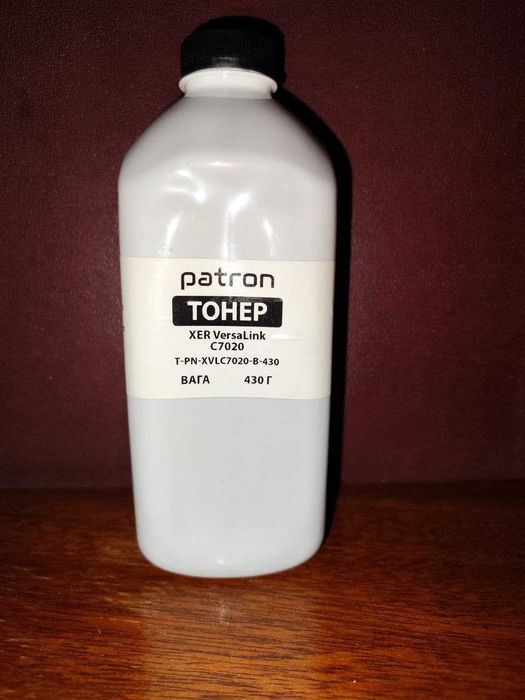 patron
ТОНЕР
XER VersaLink
C7020
T-PN-XVLC7020-B-430
ВАГА 430 Г